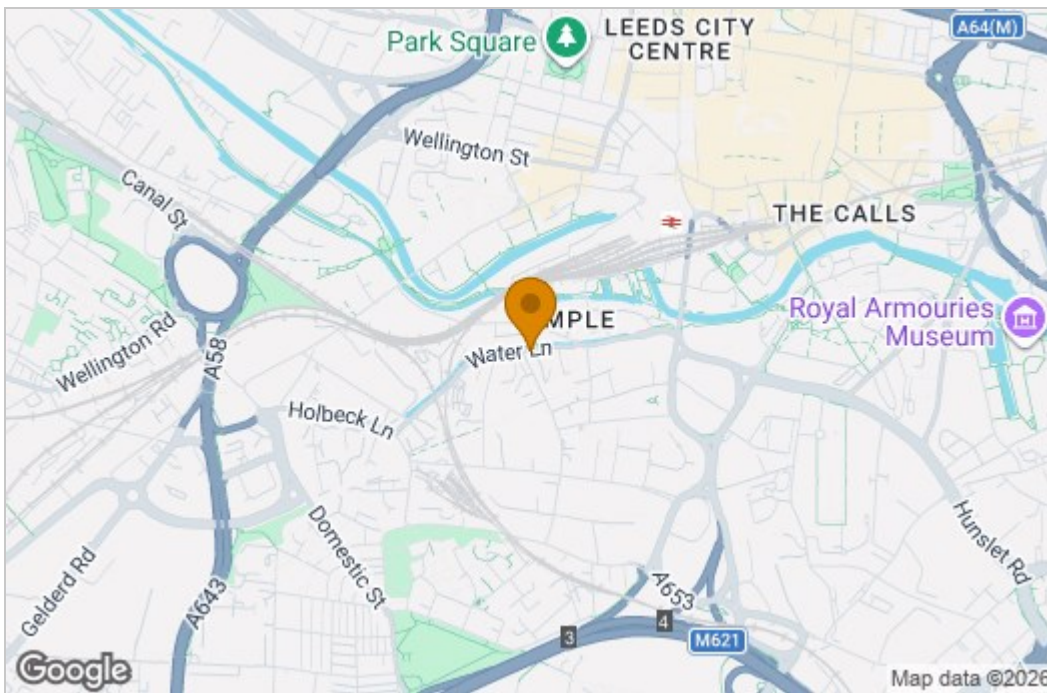 LEEDS CITY
CENTRE
Park Square
A64(M)
Wellington St
Canal St
THE CALLS
Royal Armouries
Museum
MPLE
Water Ln
Wellington Rd
A58
Holbeck Ln
Domestic St
Hunslet Rd
Gelderd Rd
A643
A653
3
4
M621
Google
Map data ©2026